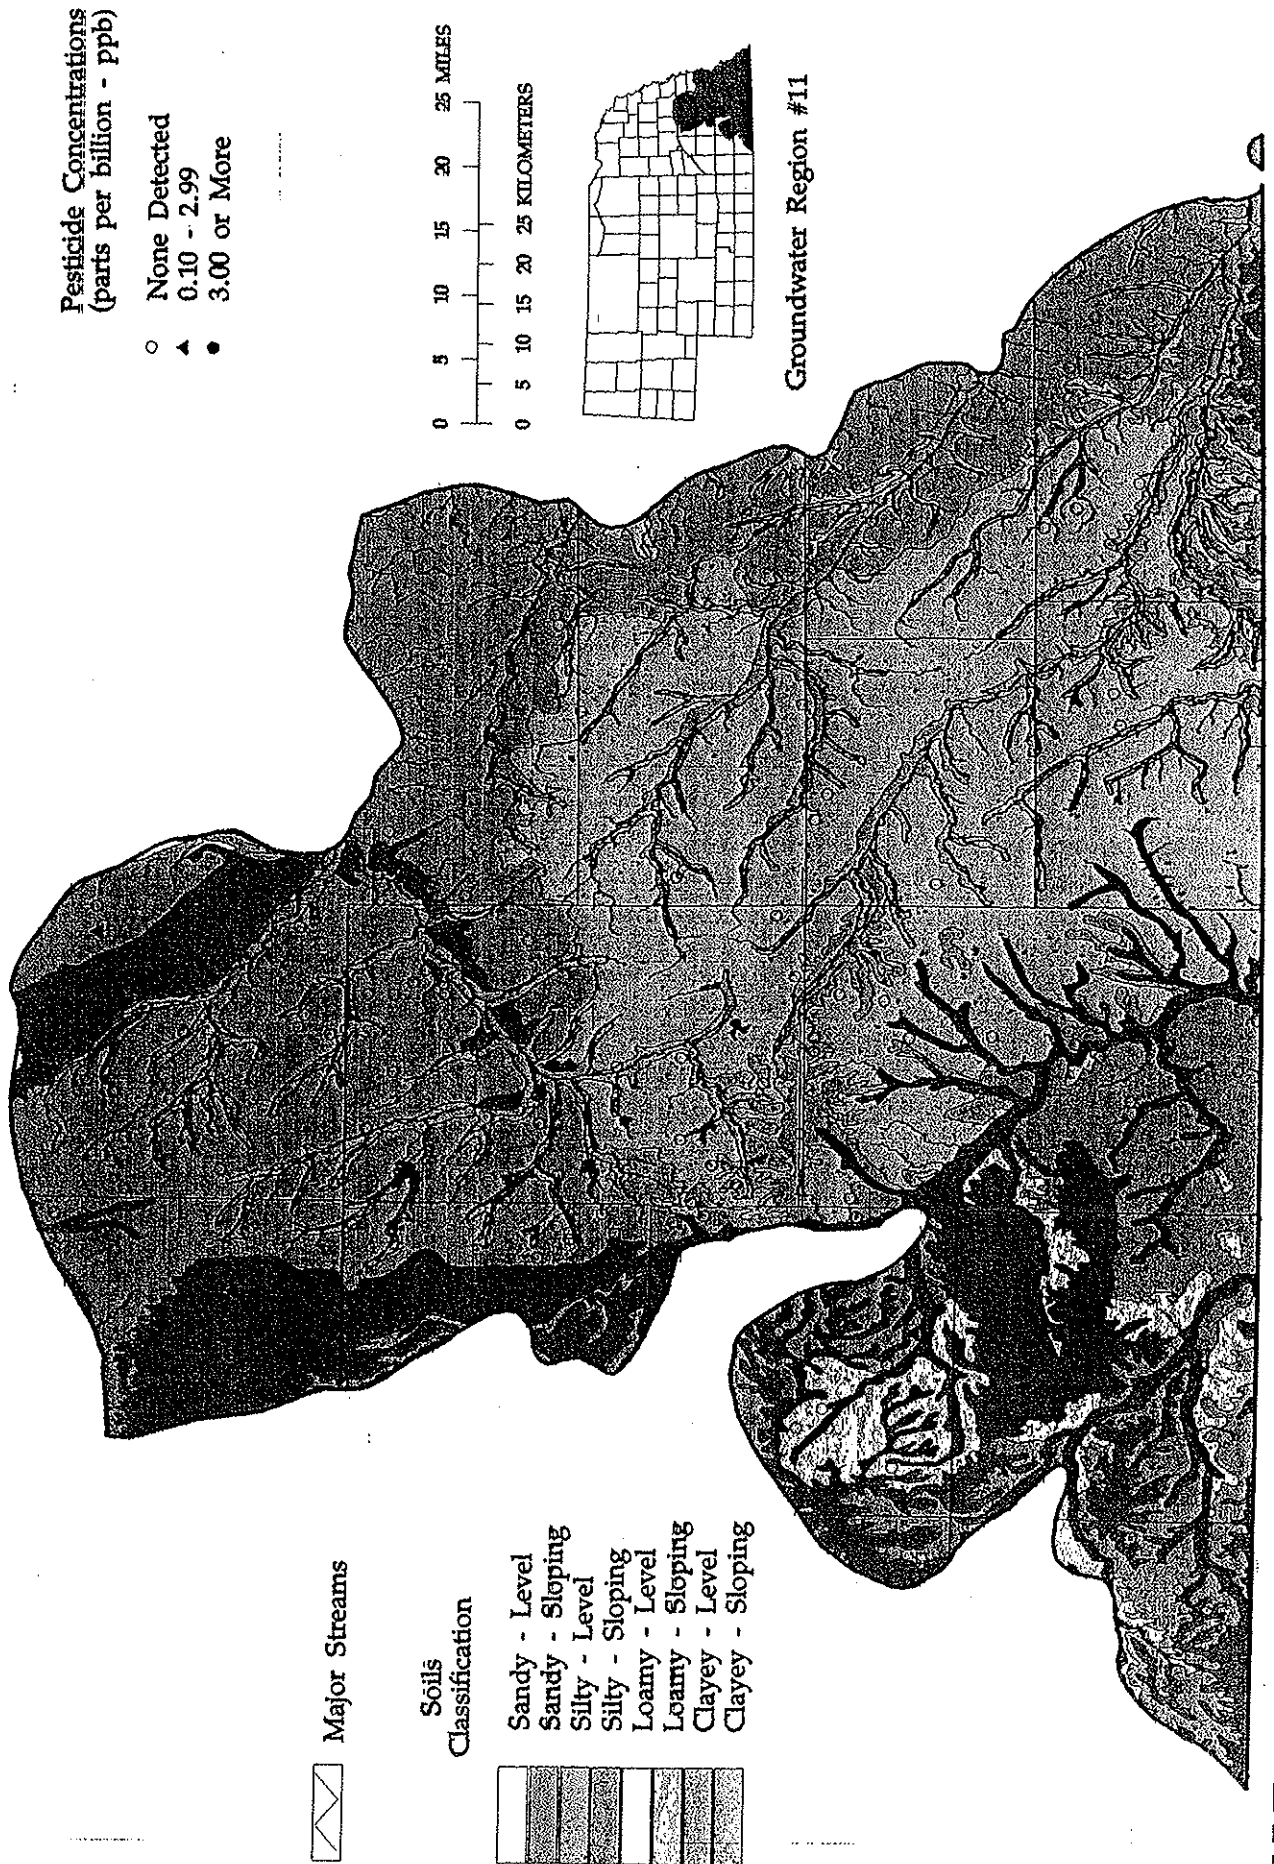 Pesticide Concentrations
(parts per billion - ppb)
None Detected
0.10 - 2.99
3.00 or More
0 5 10 15 20 25 MILES
0 5 10 15 20 25 KILOMETERS
Groundwater Region #11
Major Streams
Soils
Classification
Sandy - Level
Sandy - Sloping
Silty - Level
Silty - Sloping
Loamy - Level
Loamy - Sloping
Clayey - Level
Clayey - Sloping